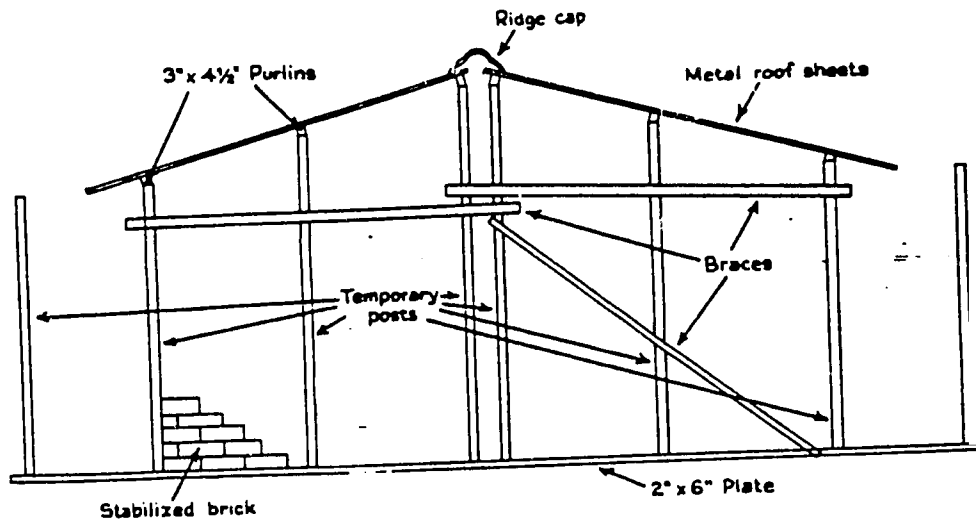 Ridge cap
3" x 4½" Purlins
Metal roof sheets
Braces
Temporary
posts
2" x 6" Plate
Stabilized brick